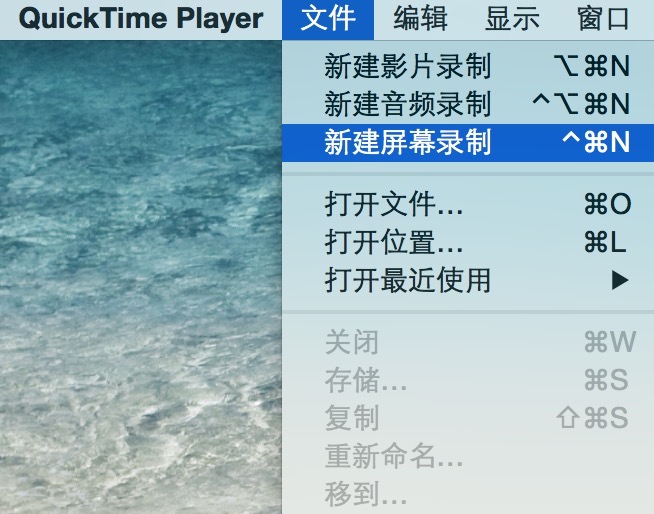 QuickTime Player 文件 编辑 显示 窗口
新建影片录制 ⌥⌘N
新建音频录制 ^⌥⌘N
新建屏幕录制 ^⌘N
打开文件... ⌘O
打开位置... ⌘L
打开最近使用 ▶
关闭 ⌘W
存储... ⌘S
复制 ⇧⌘S
重新命名...
移到...